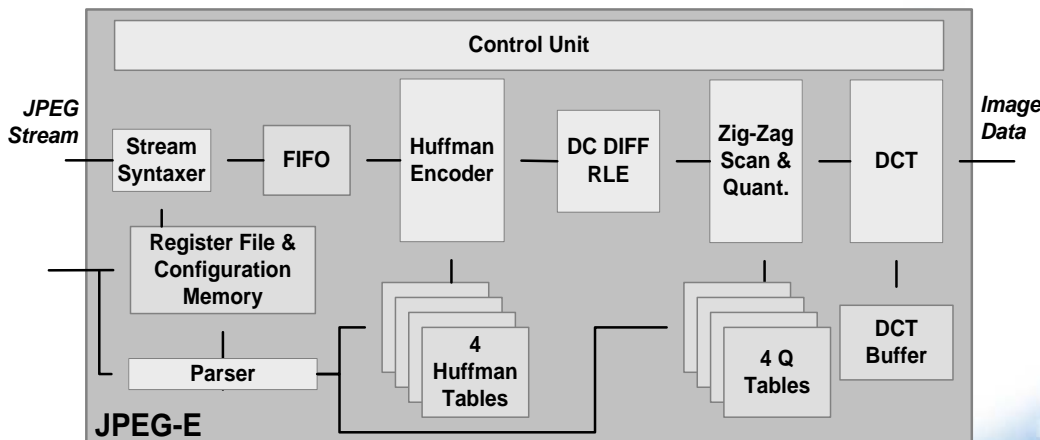 Control Unit
JPEG
Stream
Image
Data
Stream
Syntaxer
FIFO
Huffman
Encoder
DC DIFF
RLE
Zig-Zag
Scan &
Quant.
DCT
Register File &
Configuration
Memory
Parser
4
Huffman
Tables
4 Q
Tables
DCT
Buffer
JPEG-E